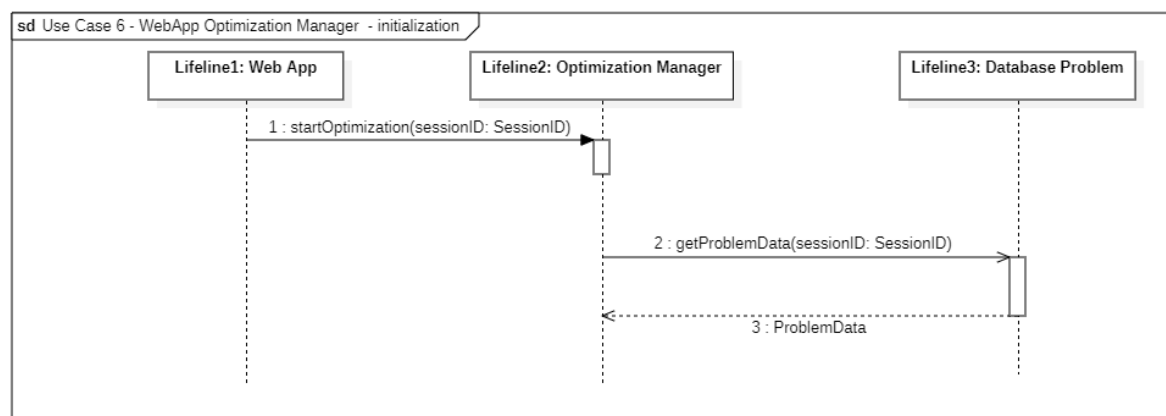 sd Use Case 6 - WebApp Optimization Manager - initialization
Lifeline1: Web App
Lifeline2: Optimization Manager
Lifeline3: Database Problem
1 : startOptimization(sessionID: SessionID)
2 : getProblemData(sessionID: SessionID)
3 : ProblemData